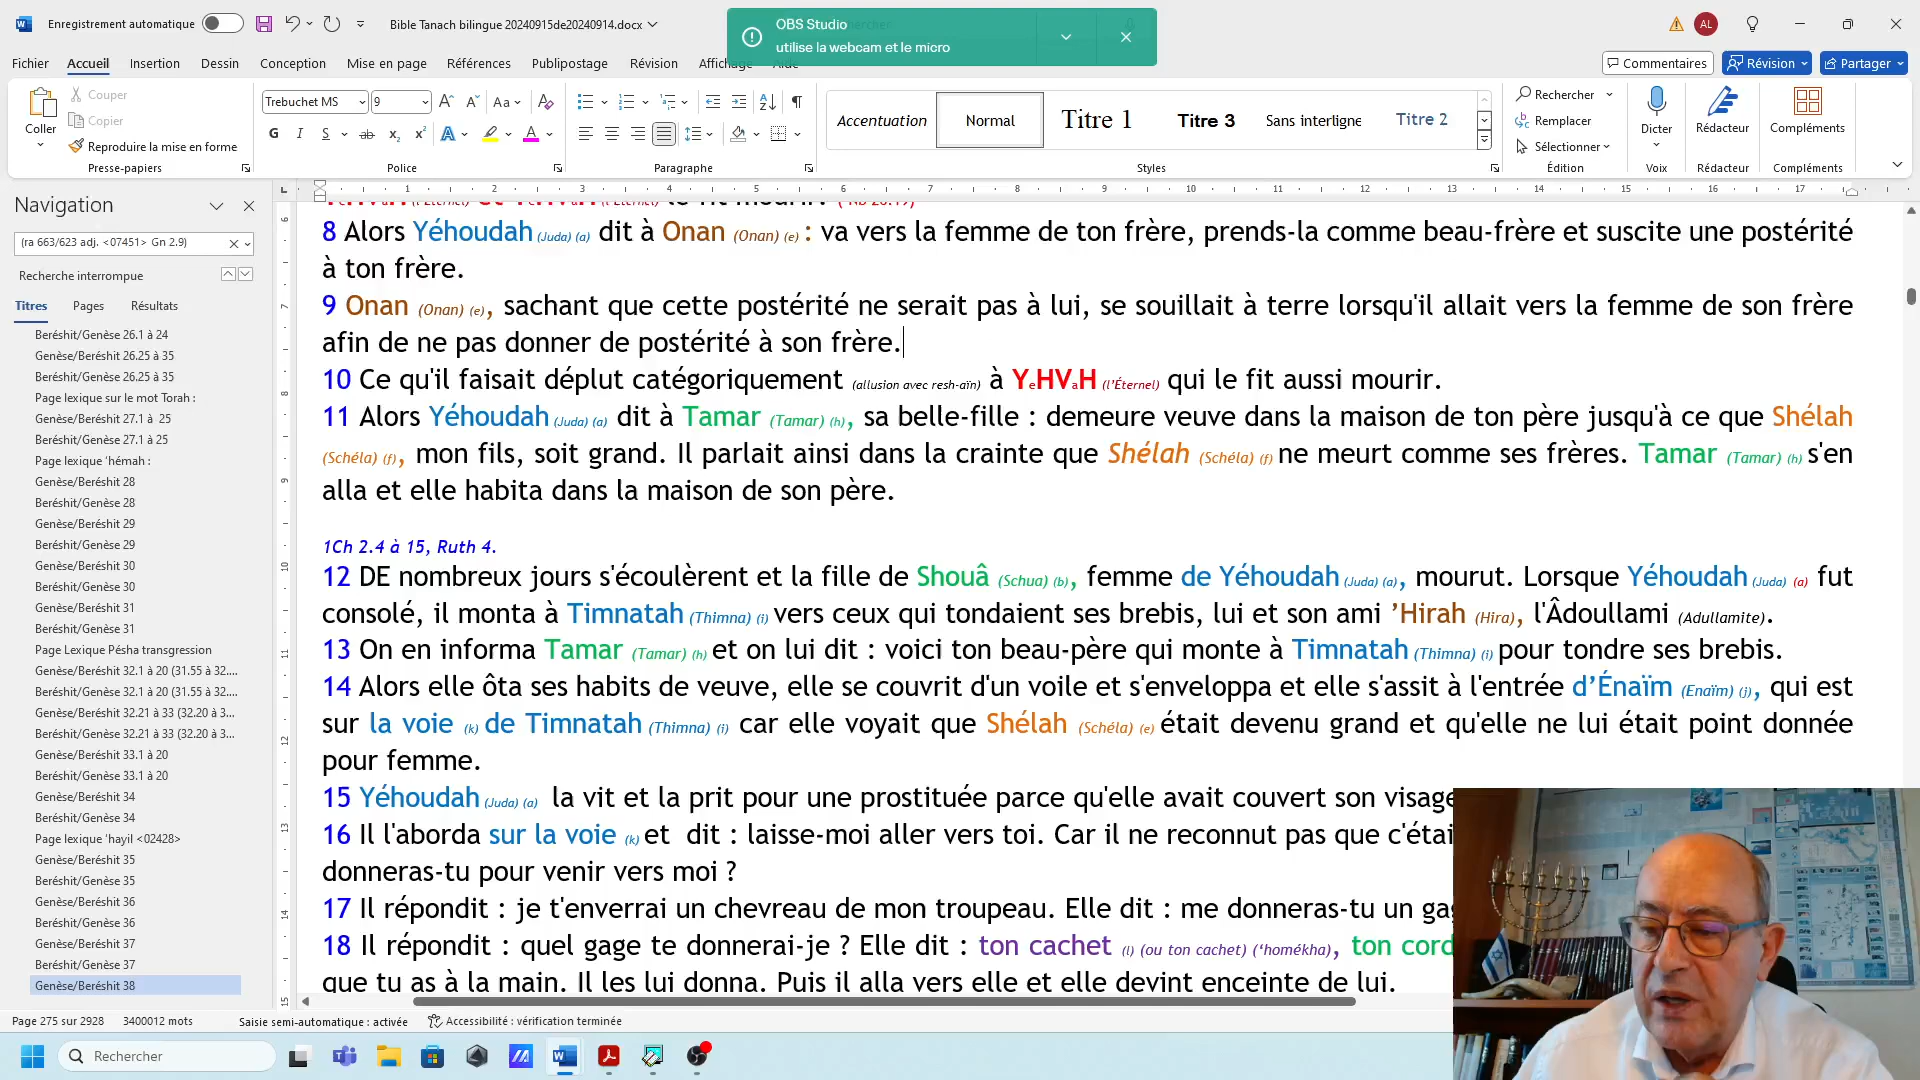 Enregistrement automatique
Bible Tanach bilingue 20240915de20240914.docx
OBS Studio
utilise la webcam et le micro
AL
Fichier Accueil Insertion Dessin Conception Mise en page Références Publipostage Révision Affichage Aide
Commentaires Révision Partager
Coller
Couper
Copier
Reproduire la mise en forme
Presse-papiers
Trebuchet MS 9
G I S ab
Police
Paragraphe
Accentuation Normal Titre 1 Titre 3 Sans interligne Titre 2
Styles
Rechercher
Remplacer
Sélectionner
Édition
Dicter
Voix
Rédacteur
Rédacteur
Compléments
Compléments
Navigation
(ra 663/623 adj. <07451> Gn 2.9)
Recherche interrompue
Titres Pages Résultats
Beréshit/Genèse 26.1 à 24
Genèse/Beréshit 26.25 à 35
Beréshit/Genèse 26.25 à 35
Page lexique sur le mot Torah :
Genèse/Beréshit 27.1 à 25
Beréshit/Genèse 27.1 à 25
Page lexique ‘hémah :
Genèse/Beréshit 28
Beréshit/Genèse 28
Genèse/Beréshit 29
Beréshit/Genèse 29
Genèse/Beréshit 30
Beréshit/Genèse 30
Genèse/Beréshit 31
Beréshit/Genèse 31
Page Lexique Pésha transgression
Genèse/Beréshit 32.1 à 20 (31.55 à 32....
Beréshit/Genèse 32.1 à 20 (31.55 à 32....
Genèse/Beréshit 32.21 à 33 (32.20 à 3...
Beréshit/Genèse 32.21 à 33 (32.20 à 3...
Genèse/Beréshit 33.1 à 20
Beréshit/Genèse 33.1 à 20
Genèse/Beréshit 34
Beréshit/Genèse 34
Page lexique ‘hayil <02428>
Genèse/Beréshit 35
Beréshit/Genèse 35
Genèse/Beréshit 36
Beréshit/Genèse 36
Genèse/Beréshit 37
Beréshit/Genèse 37
Genèse/Beréshit 38
8 Alors Yéhoudah (Juda) (a) dit à Onan (Onan) (e) : va vers la femme de ton frère, prends-la comme beau-frère et suscite une postérité
à ton frère.
9 Onan (Onan) (e), sachant que cette postérité ne serait pas à lui, se souillait à terre lorsqu'il allait vers la femme de son frère
afin de ne pas donner de postérité à son frère.
10 Ce qu'il faisait déplut catégoriquement (allusion avec resh-aïn) à YeHVaH (l’Éternel) qui le fit aussi mourir.
11 Alors Yéhoudah (Juda) (a) dit à Tamar (Tamar) (h), sa belle-fille : demeure veuve dans la maison de ton père jusqu'à ce que Shélah
(Schéla) (f), mon fils, soit grand. Il parlait ainsi dans la crainte que Shélah (Schéla) (f) ne meurt comme ses frères. Tamar (Tamar) (h) s'en
alla et elle habita dans la maison de son père.
1Ch 2.4 à 15, Ruth 4.
12 DE nombreux jours s'écoulèrent et la fille de Shouâ (Schua) (b), femme de Yéhoudah (Juda) (a), mourut. Lorsque Yéhoudah (Juda) (a) fut
consolé, il monta à Timnatah (Thimna) (i) vers ceux qui tondaient ses brebis, lui et son ami ’Hirah (Hira), l'Âdoullami (Adullamite).
13 On en informa Tamar (Tamar) (h) et on lui dit : voici ton beau-père qui monte à Timnatah (Thimna) (i) pour tondre ses brebis.
14 Alors elle ôta ses habits de veuve, elle se couvrit d'un voile et s'enveloppa et elle s'assit à l'entrée d’Énaïm (Enaïm) (j), qui est
sur la voie (k) de Timnatah (Thimna) (i) car elle voyait que Shélah (Schéla) (e) était devenu grand et qu'elle ne lui était point donnée
pour femme.
15 Yéhoudah (Juda) (a) la vit et la prit pour une prostituée parce qu'elle avait couvert son visage
16 Il l'aborda sur la voie (k) et dit : laisse-moi aller vers toi. Car il ne reconnut pas que c'étai
donneras-tu pour venir vers moi ?
17 Il répondit : je t'enverrai un chevreau de mon troupeau. Elle dit : me donneras-tu un gag
18 Il répondit : quel gage te donnerai-je ? Elle dit : ton cachet (l) (ou ton cachet) (‘homékha), ton cord
que tu as à la main. Il les lui donna. Puis il alla vers elle et elle devint enceinte de lui.
Page 275 sur 2928 3400012 mots Saisie semi-automatique : activée Accessibilité : vérification terminée
Rechercher